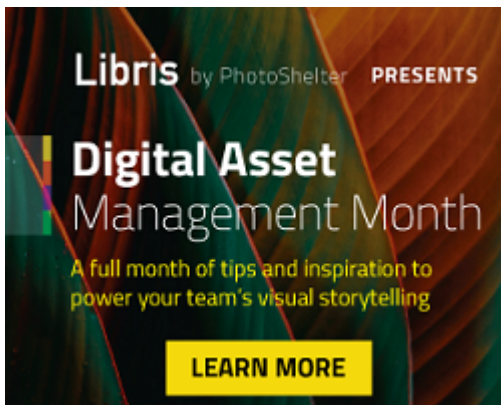 Libris by PhotoShelter PRESENTS
Digital Asset
Management Month
A full month of tips and inspiration to
power your team's visual storytelling
LEARN MORE